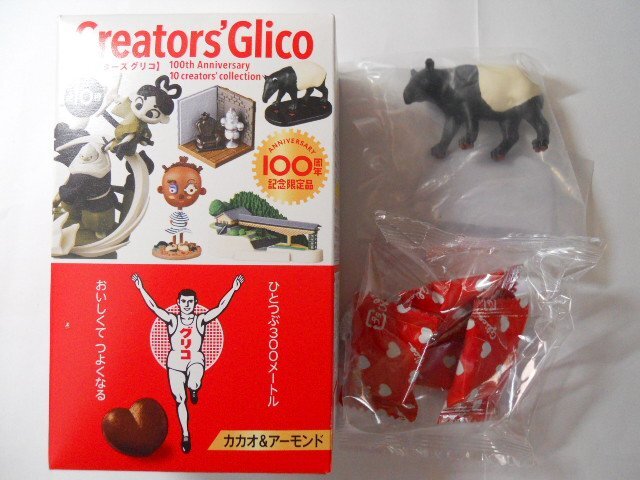 Creators'Glico
ターズ グリコ】
100th Anniversary
10 creators' collection
ANNIVERSARY
100周年
記念限定品
ひとつぶ300メートル
グリコ
おいしくて つよくなる
カカオ&アーモンド